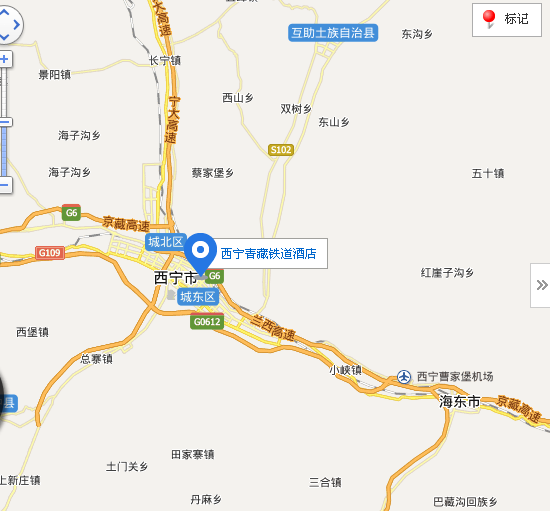 大高速
标记
互助土族自治县
东沟乡
长宁镇
景阳镇
西山乡
宁大高速
双树乡
东山乡
海子沟乡
S102
海子沟乡
蔡家堡乡
五十镇
G6
京藏高速
城北区
G109
西宁青藏铁道酒店
西宁市
G6
红崖子沟乡
城东区
G0612
兰西高速
西堡镇
总寨镇
小峡镇
西宁曹家堡机场
海东市
京藏高速
县
田家寨镇
土门关乡
上新庄镇
三合镇
丹麻乡
巴藏沟回族乡